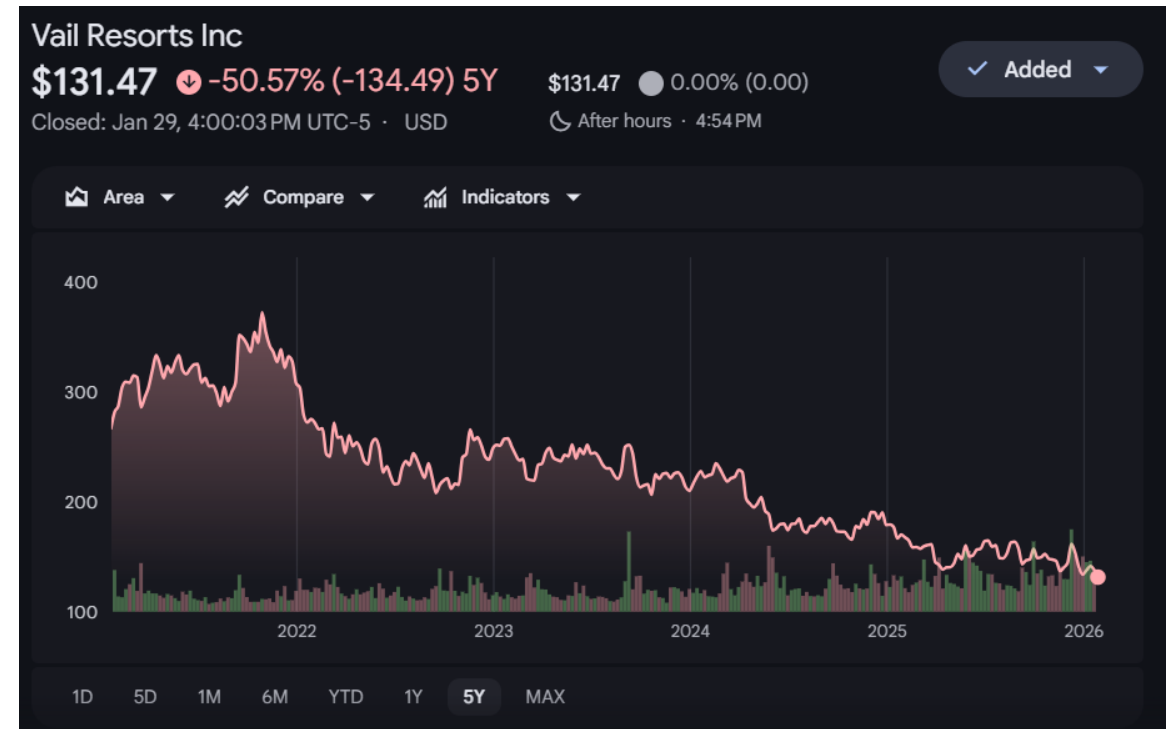 Vail Resorts Inc
$131.47 -50.57% (-134.49) 5Y
Closed: Jan 29, 4:00:03 PM UTC-5 · USD
$131.47 0.00% (0.00)
After hours · 4:54 PM
Added
Area Compare Indicators
400
300
200
100
2022 2023 2024 2025 2026
1D 5D 1M 6M YTD 1Y 5Y MAX